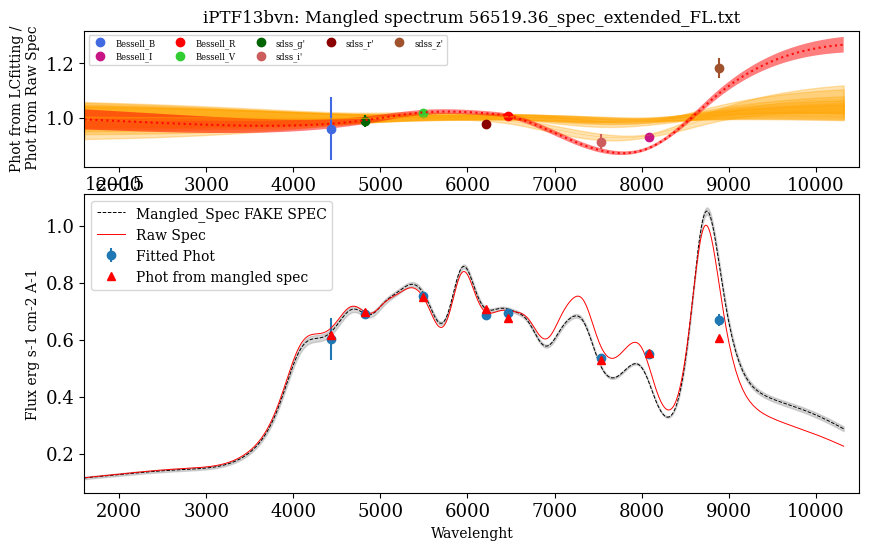 iPTF13bvn: Mangled spectrum 56519.36_spec_extended_FL.txt
Phot from LCfitting /
Phot from Raw Spec
Bessell_B Bessell_R sdss_g' sdss_r' sdss_z'
Bessell_I Bessell_V sdss_i'
1.2
1.0
2000 3000 4000 5000 6000 7000 8000 9000 10000
Flux erg s-1 cm-2 A-1
Mangled_Spec FAKE SPEC
Raw Spec
Fitted Phot
Phot from mangled spec
1.0
0.8
0.6
0.4
0.2
2000 3000 4000 5000 6000 7000 8000 9000 10000
Wavelenght